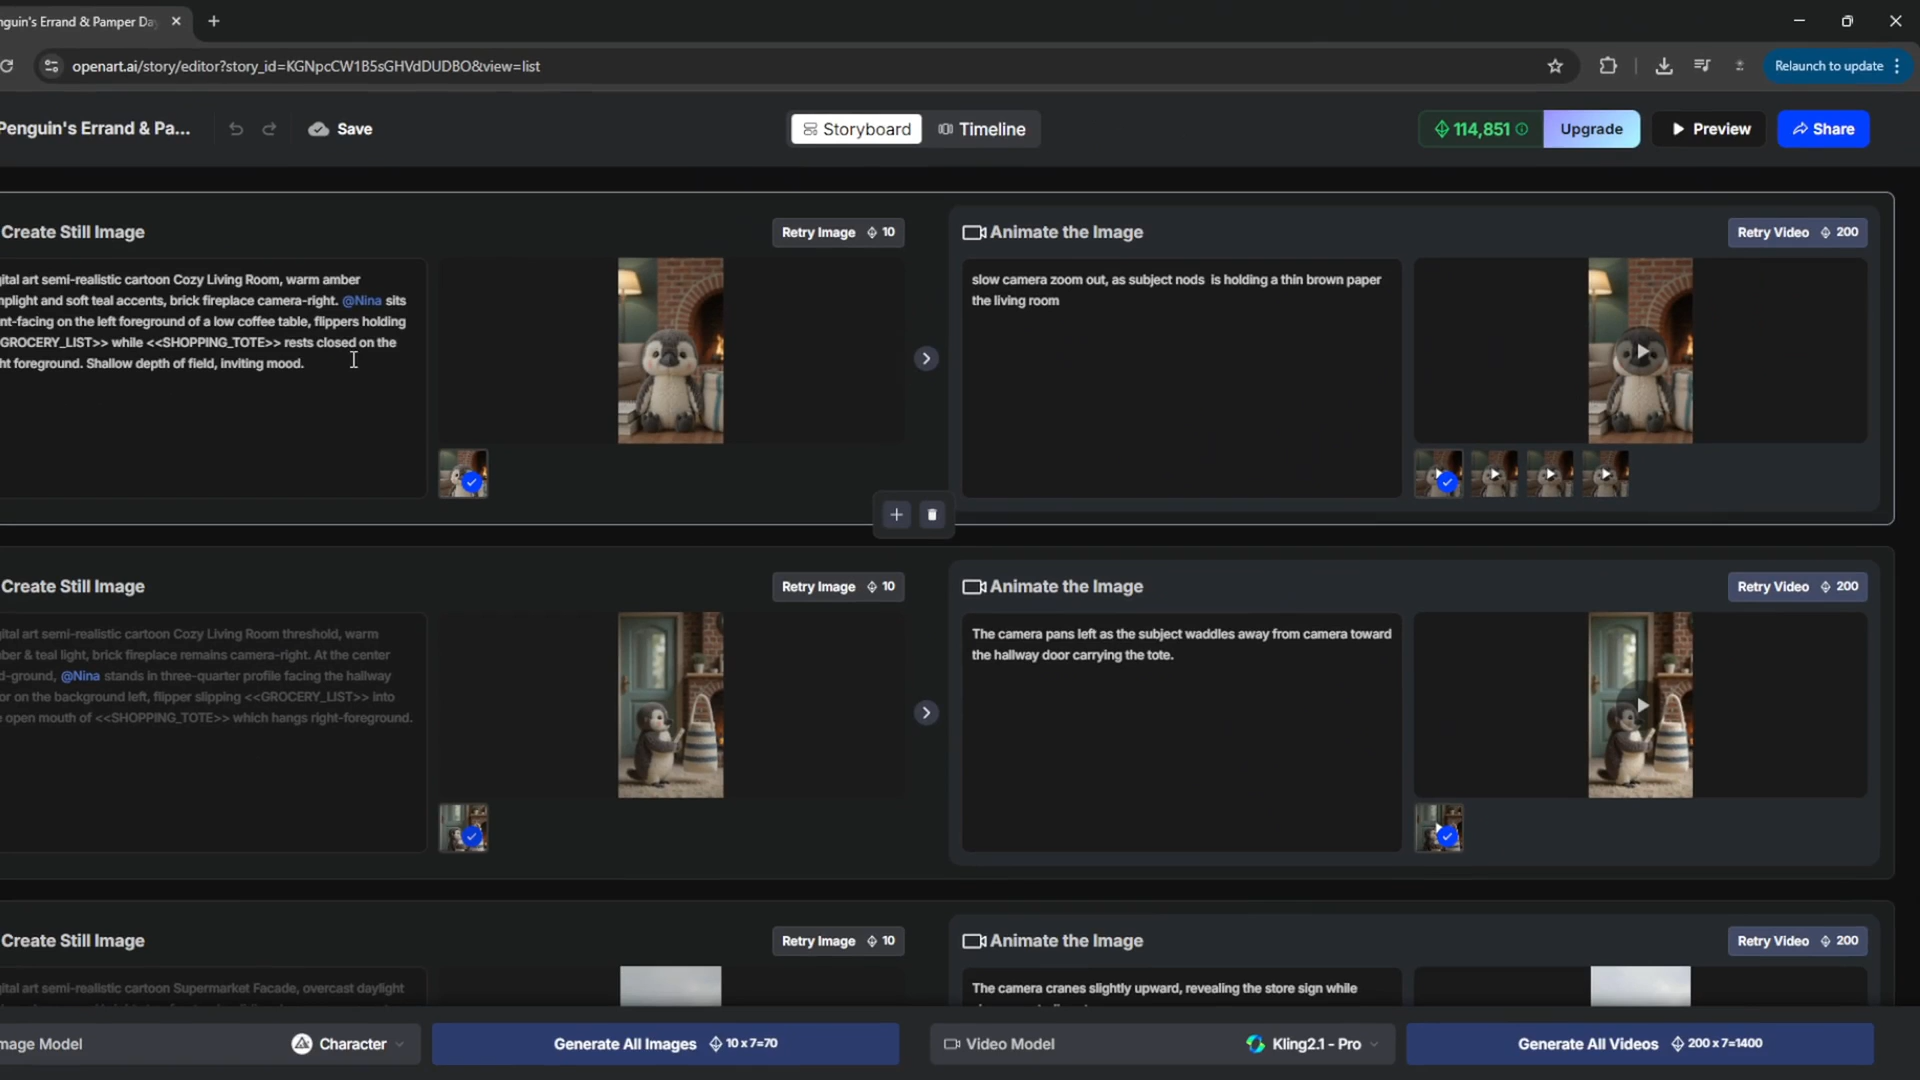 nguin's Errand & Pamper Da
openart.ai/story/editor?story_id=KGNpcCW1B5sGHVdDUDBO&view=list
Relaunch to update
Penguin's Errand & Pa...
Save
Storyboard
Timeline
114,851
Upgrade
Preview
Share
Create Still Image
Retry Image 10
gital art semi-realistic cartoon Cozy Living Room, warm amber
mplight and soft teal accents, brick fireplace camera-right. @Nina sits
nt-facing on the left foreground of a low coffee table, flippers holding
GROCERY_LIST>> while <<SHOPPING_TOTE>> rests closed on the
ht foreground. Shallow depth of field, inviting mood.
Animate the Image
Retry Video 200
slow camera zoom out, as subject nods is holding a thin brown paper
the living room
Create Still Image
Retry Image 10
gital art semi-realistic cartoon Cozy Living Room threshold, warm
ber & teal light, brick fireplace remains camera-right. At the center
d-ground, @Nina stands in three-quarter profile facing the hallway
or on the background left, flipper slipping <<GROCERY_LIST>> into
e open mouth of <<SHOPPING_TOTE>> which hangs right-foreground.
Animate the Image
Retry Video 200
The camera pans left as the subject waddles away from camera toward
the hallway door carrying the tote.
Create Still Image
Retry Image 10
gital art semi-realistic cartoon Supermarket Facade, overcast daylight
Animate the Image
Retry Video 200
The camera cranes slightly upward, revealing the store sign while
mage Model
Character
Generate All Images 10 x 7=70
Video Model
Kling2.1 - Pro
Generate All Videos 200 x 7=1400